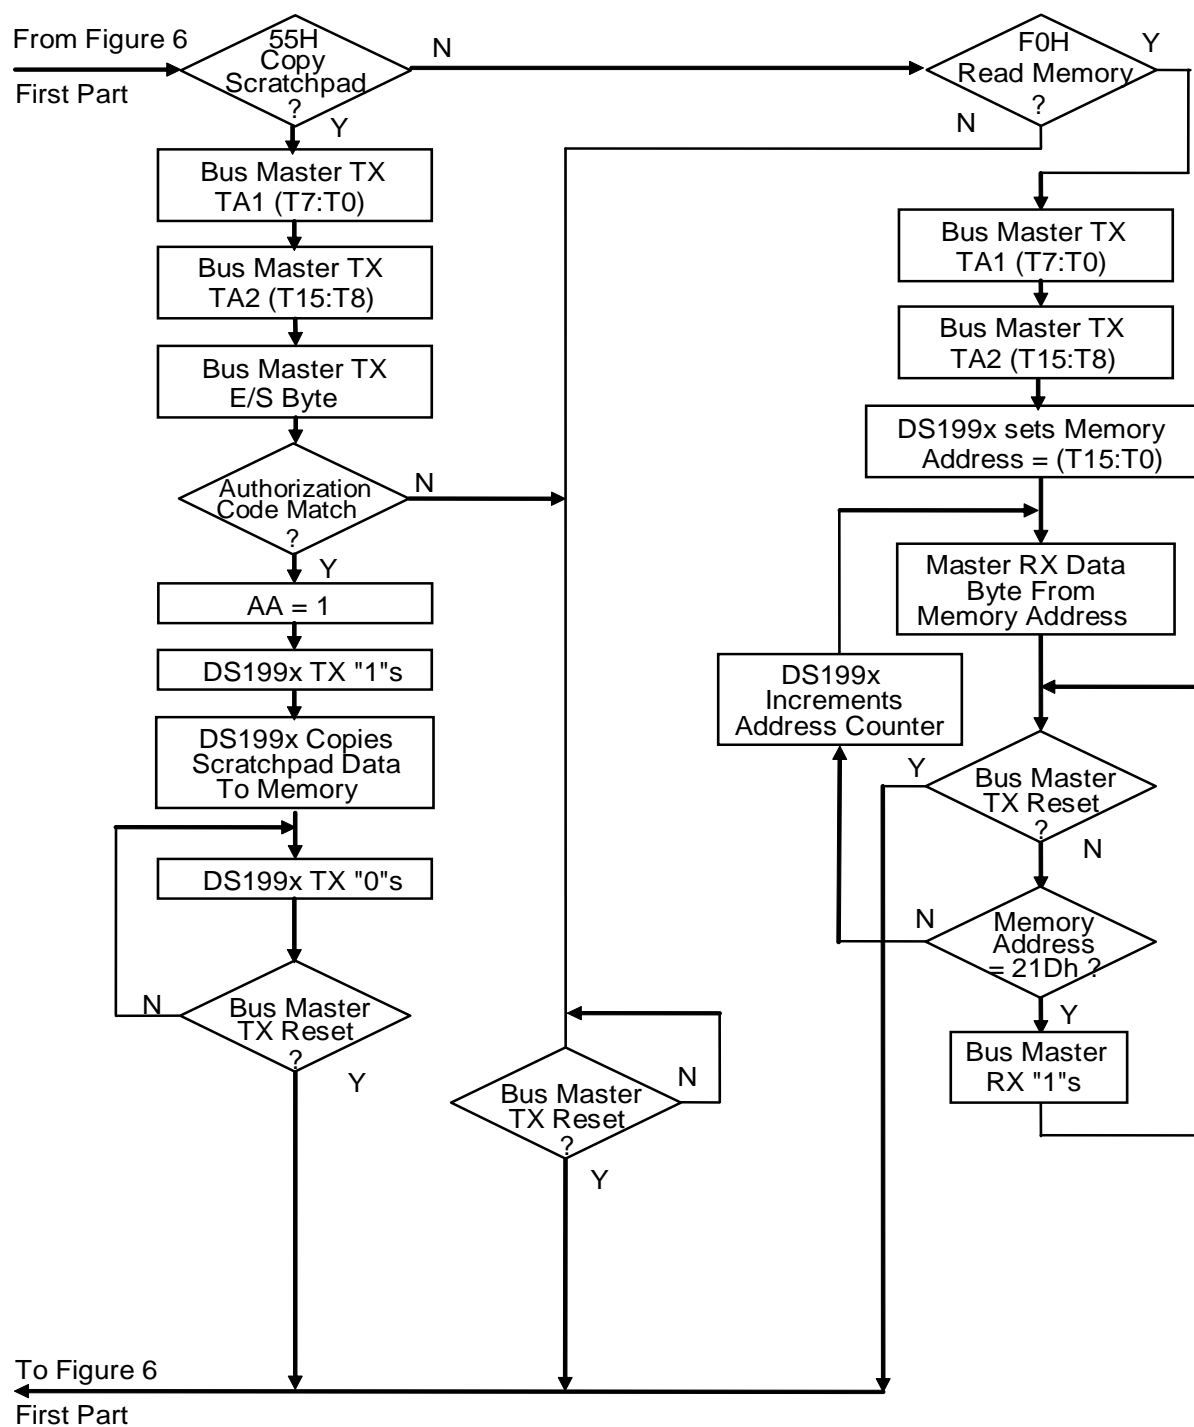 From Figure 6
First Part
55H
Copy
Scratchpad
?
N
Y
F0H
Read Memory
?
Y
N
Bus Master TX
TA1 (T7:T0)
Bus Master TX
TA2 (T15:T8)
Bus Master TX
E/S Byte
Authorization
Code Match
?
N
Y
AA = 1
DS199x TX "1"s
DS199x Copies
Scratchpad Data
To Memory
DS199x TX "0"s
Bus Master
TX Reset
?
N
Y
Bus Master
TX Reset
?
N
Y
Bus Master TX
TA1 (T7:T0)
Bus Master TX
TA2 (T15:T8)
DS199x sets Memory
Address = (T15:T0)
Master RX Data
Byte From
Memory Address
DS199x
Increments
Address Counter
Bus Master
TX Reset
?
Y
N
Memory
Address
= 21Dh ?
N
Y
Bus Master
RX "1"s
To Figure 6
First Part